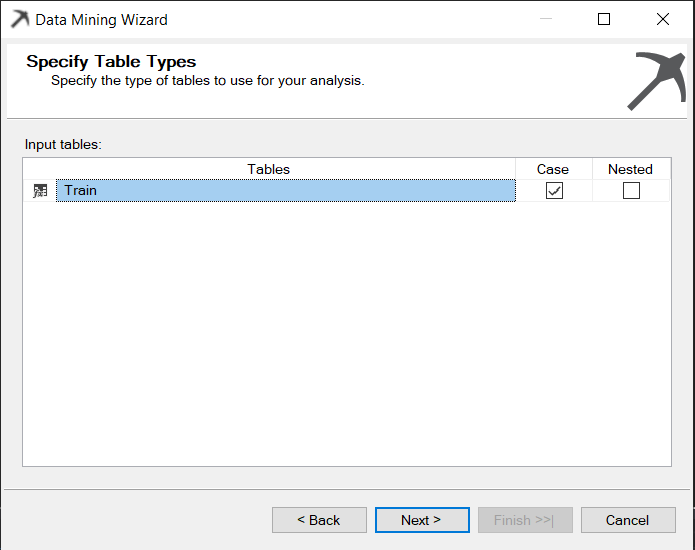 Data Mining Wizard
Specify Table Types
Specify the type of tables to use for your analysis.
Input tables:
Tables Case Nested
Train
< Back Next > Finish >>| Cancel